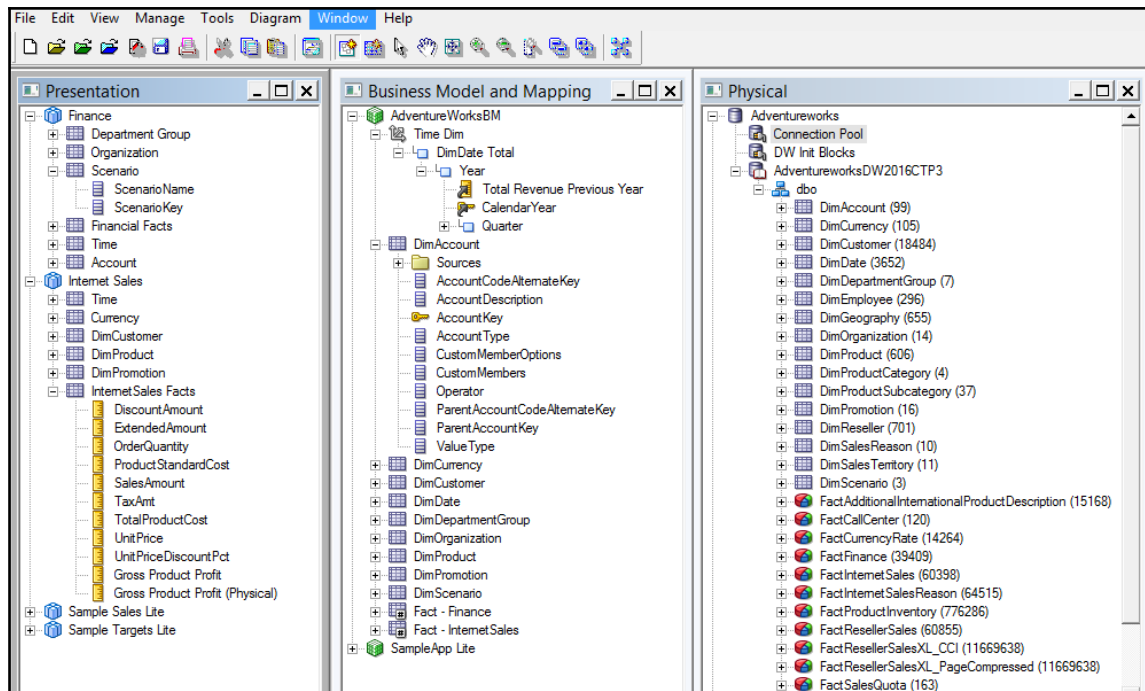 File Edit View Manage Tools Diagram Window Help
Presentation
Finance
Department Group
Organization
Scenario
ScenarioName
ScenarioKey
Financial Facts
Time
Account
Internet Sales
Time
Currency
DimCustomer
DimProduct
DimPromotion
InternetSales Facts
DiscountAmount
ExtendedAmount
OrderQuantity
ProductStandardCost
SalesAmount
TaxAmt
TotalProductCost
UnitPrice
UnitPriceDiscountPct
Gross Product Profit
Gross Product Profit (Physical)
Sample Sales Lite
Sample Targets Lite
Business Model and Mapping
AdventureWorksBM
Time Dim
DimDate Total
Year
Total Revenue Previous Year
CalendarYear
Quarter
DimAccount
Sources
AccountCodeAlternateKey
AccountDescription
AccountKey
AccountType
CustomMemberOptions
CustomMembers
Operator
ParentAccountCodeAlternateKey
ParentAccountKey
ValueType
DimCurrency
DimCustomer
DimDate
DimDepartmentGroup
DimOrganization
DimProduct
DimPromotion
DimScenario
Fact - Finance
Fact - InternetSales
SampleApp Lite
Physical
Adventureworks
Connection Pool
DW Init Blocks
AdventureworksDW2016CTP3
dbo
DimAccount (99)
DimCurrency (105)
DimCustomer (18484)
DimDate (3652)
DimDepartmentGroup (7)
DimEmployee (296)
DimGeography (655)
DimOrganization (14)
DimProduct (606)
DimProductCategory (4)
DimProductSubcategory (37)
DimPromotion (16)
DimReseller (701)
DimSalesReason (10)
DimSalesTerritory (11)
DimScenario (3)
FactAdditionalInternationalProductDescription (15168)
FactCallCenter (120)
FactCurrencyRate (14264)
FactFinance (39409)
FactInternetSales (60398)
FactInternetSalesReason (64515)
FactProductInventory (776286)
FactResellerSales (60855)
FactResellerSalesXL_CCI (11669638)
FactResellerSalesXL_PageCompressed (11669638)
FactSalesQuota (163)